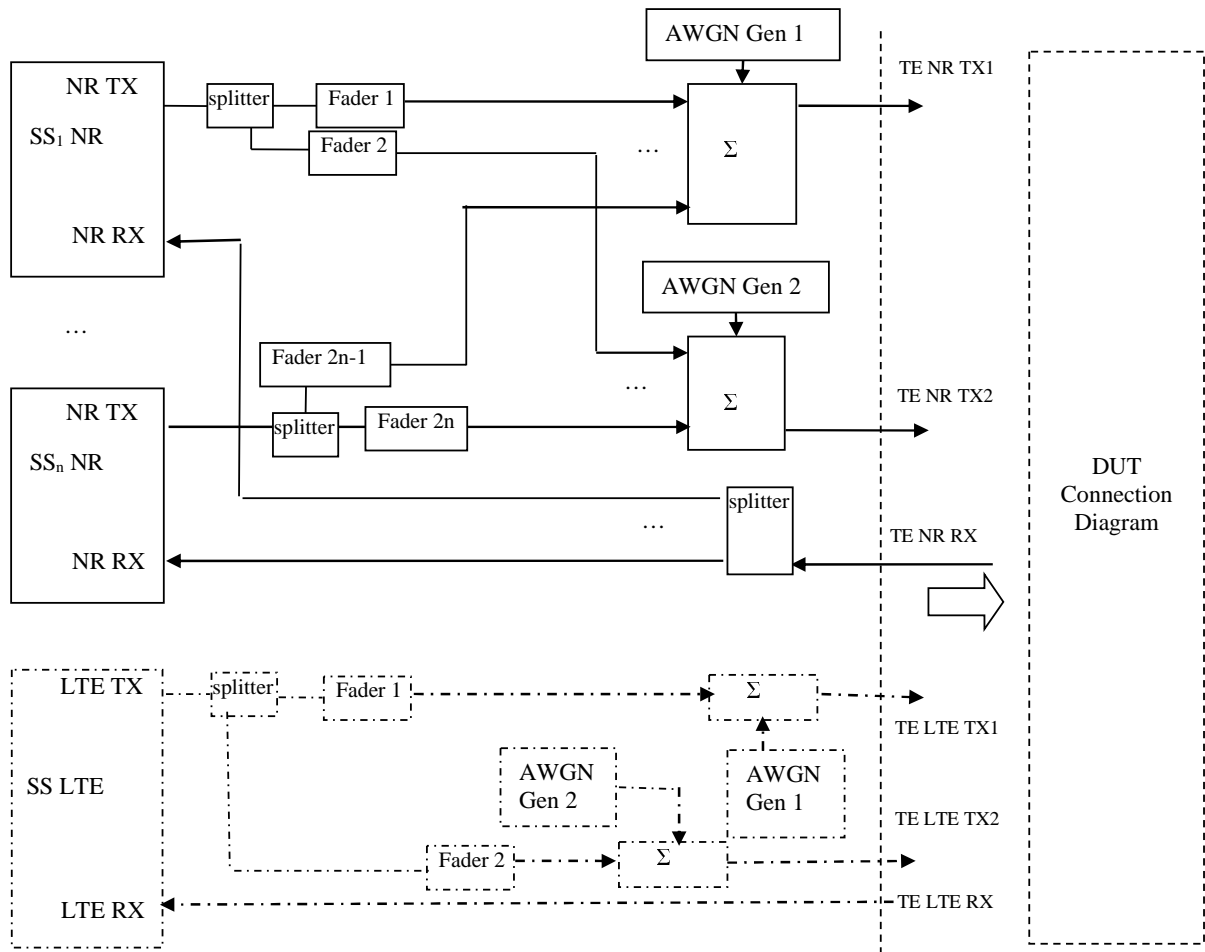 AWGN Gen 1
TE NR TX1
NR TX
splitter
Fader 1
SS₁ NR
Fader 2
…
Σ
NR RX
AWGN Gen 2
…
Fader 2n-1
…
TE NR TX2
NR TX
splitter
Fader 2n
Σ
SSₙ NR
DUT
Connection
Diagram
splitter
…
TE NR RX
NR RX
LTE TX
splitter
Fader 1
Σ
TE LTE TX1
SS LTE
AWGN
Gen 2
AWGN
Gen 1
TE LTE TX2
Fader 2
Σ
LTE RX
TE LTE RX